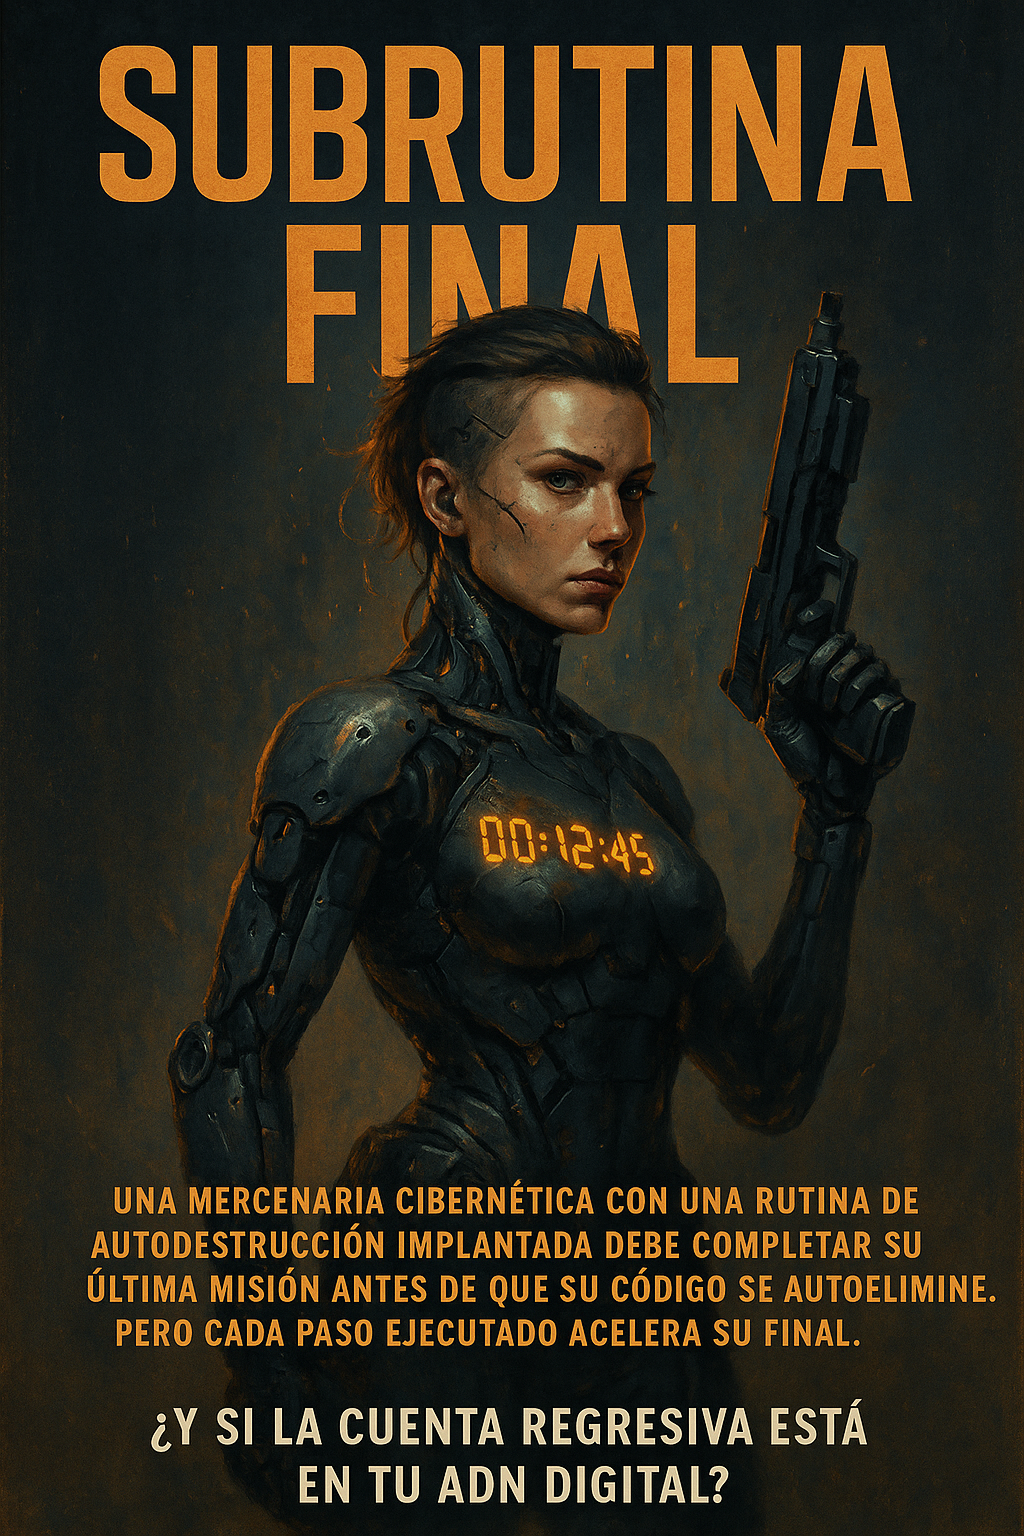 SUBRUTINA
FINAL
00:12:45
UNA MERCENARIA CIBERNÉTICA CON UNA RUTINA DE
AUTODESTRUCCIÓN IMPLANTADA DEBE COMPLETAR SU
ÚLTIMA MISIÓN ANTES DE QUE SU CÓDIGO SE AUTOELIMINE.
PERO CADA PASO EJECUTADO ACELERA SU FINAL.
¿Y SI LA CUENTA REGRESIVA ESTÁ
EN TU ADN DIGITAL?